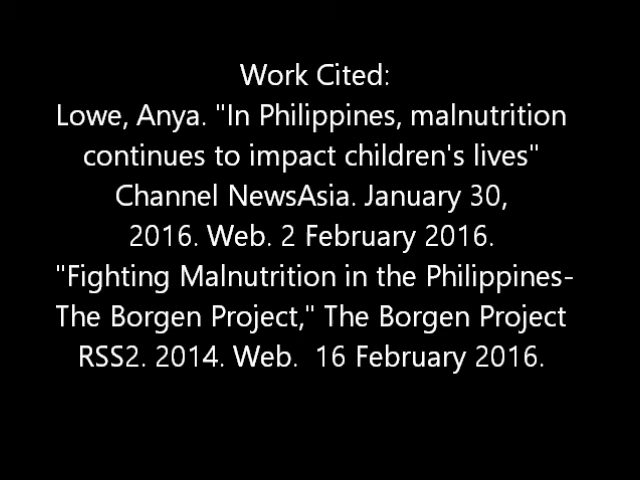 Work Cited:
Lowe, Anya. "In Philippines, malnutrition
continues to impact children's lives"
Channel NewsAsia. January 30,
2016. Web. 2 February 2016.
"Fighting Malnutrition in the Philippines-
The Borgen Project," The Borgen Project
RSS2. 2014. Web.  16 February 2016.